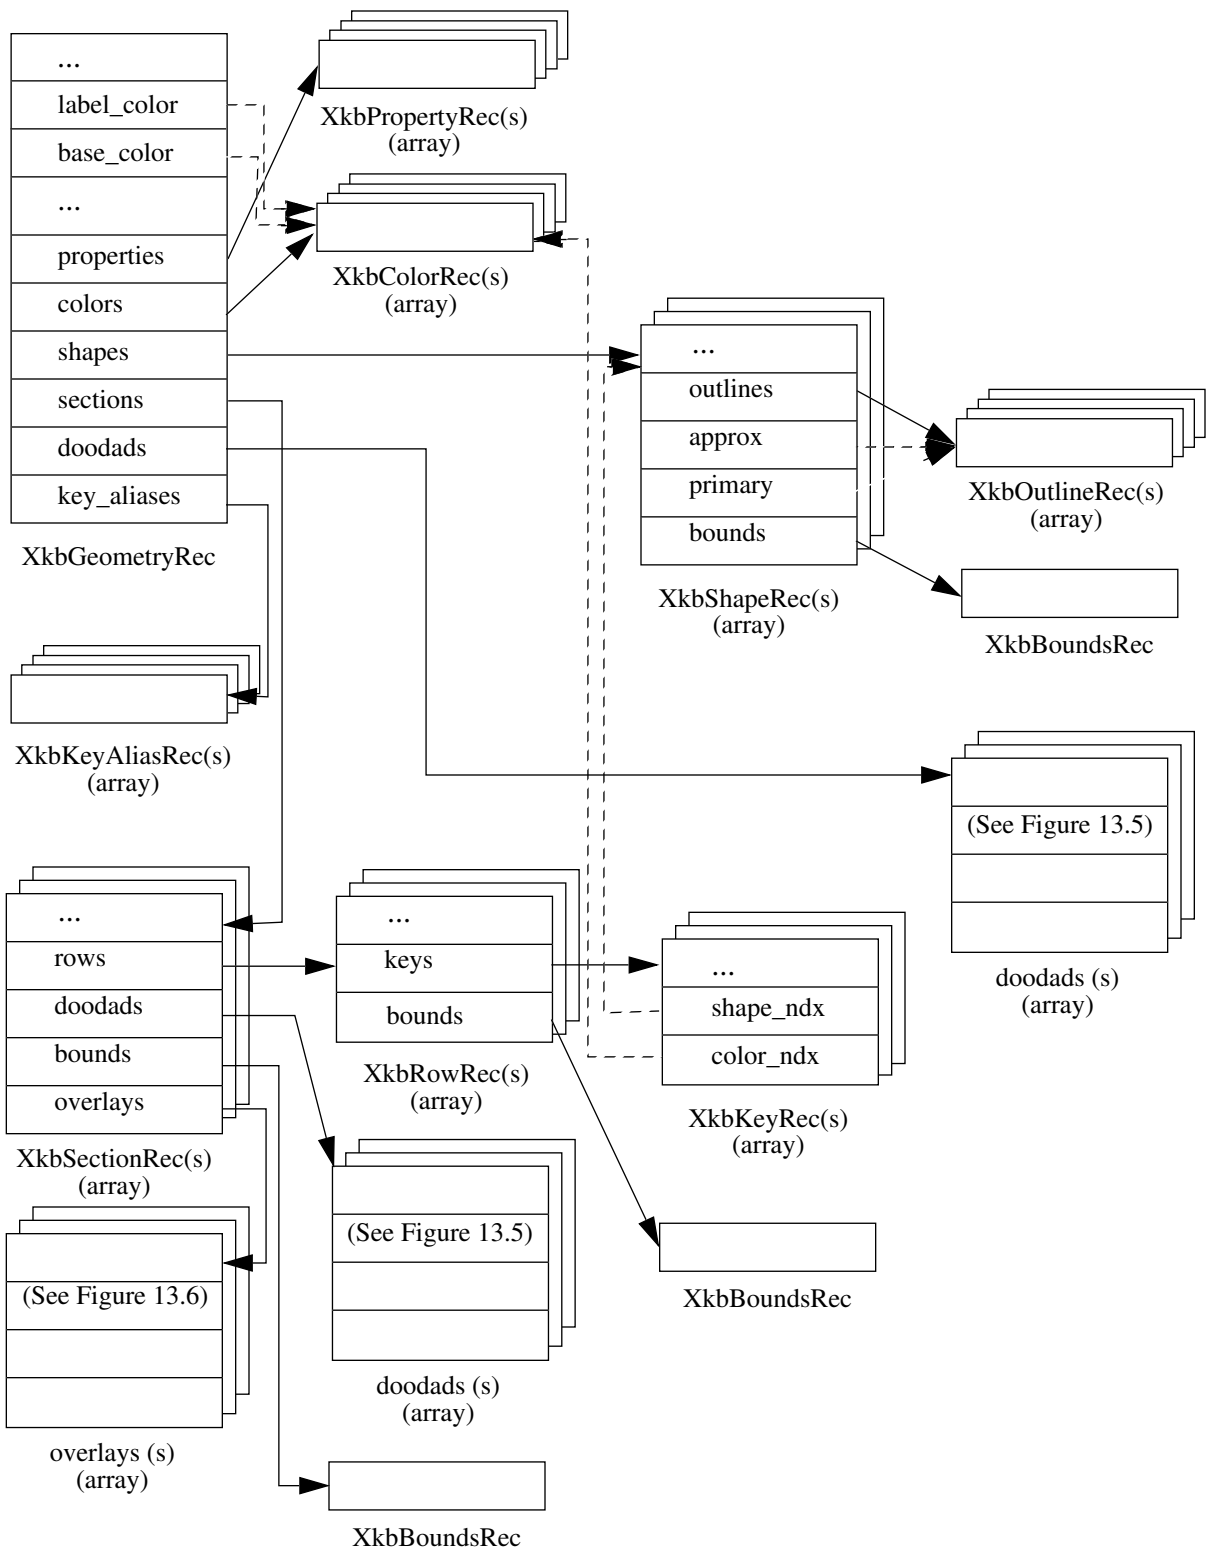 ...
label_color
base_color
...
properties
colors
shapes
sections
doodads
key_aliases
XkbGeometryRec
XkbPropertyRec(s)
(array)
XkbColorRec(s)
(array)
...
outlines
approx
primary
bounds
XkbShapeRec(s)
(array)
XkbOutlineRec(s)
(array)
XkbBoundsRec
XkbKeyAliasRec(s)
(array)
(See Figure 13.5)
doodads (s)
(array)
...
rows
doodads
bounds
overlays
XkbSectionRec(s)
(array)
...
keys
bounds
XkbRowRec(s)
(array)
...
shape_ndx
color_ndx
XkbKeyRec(s)
(array)
(See Figure 13.6)
overlays (s)
(array)
(See Figure 13.5)
doodads (s)
(array)
XkbBoundsRec
XkbBoundsRec